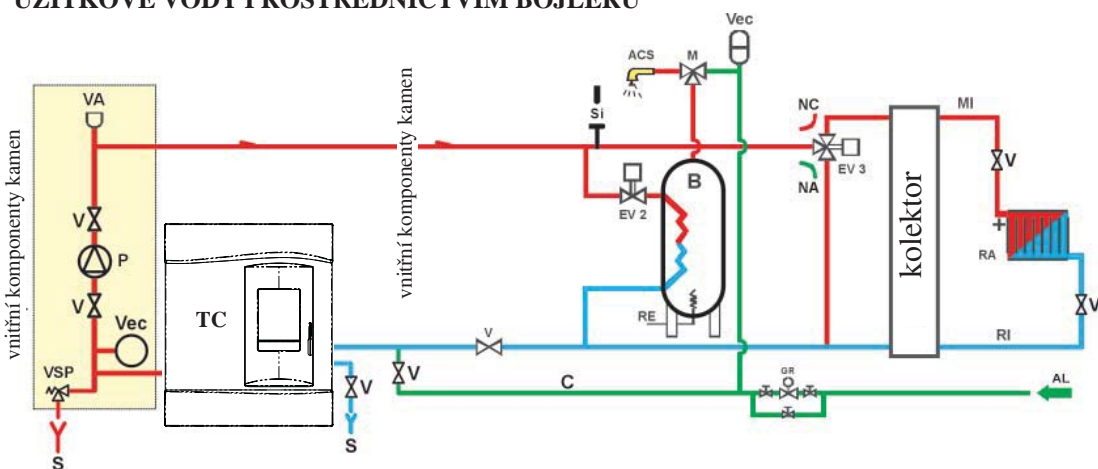 UŽITKOVÉ VODY PROSTŘEDNICTVÍM BOJLERU
Vec
ACS
M
VA
Si
NC
MI
V
EV 3
NA
B
EV 2
V
P
V
Vec
VSP
S
vnitřní komponenty kamen
TC
vnitřní komponenty kamen
kolektor
RA
+
V
RE
V
RI
V
C
GR
AL
V
S